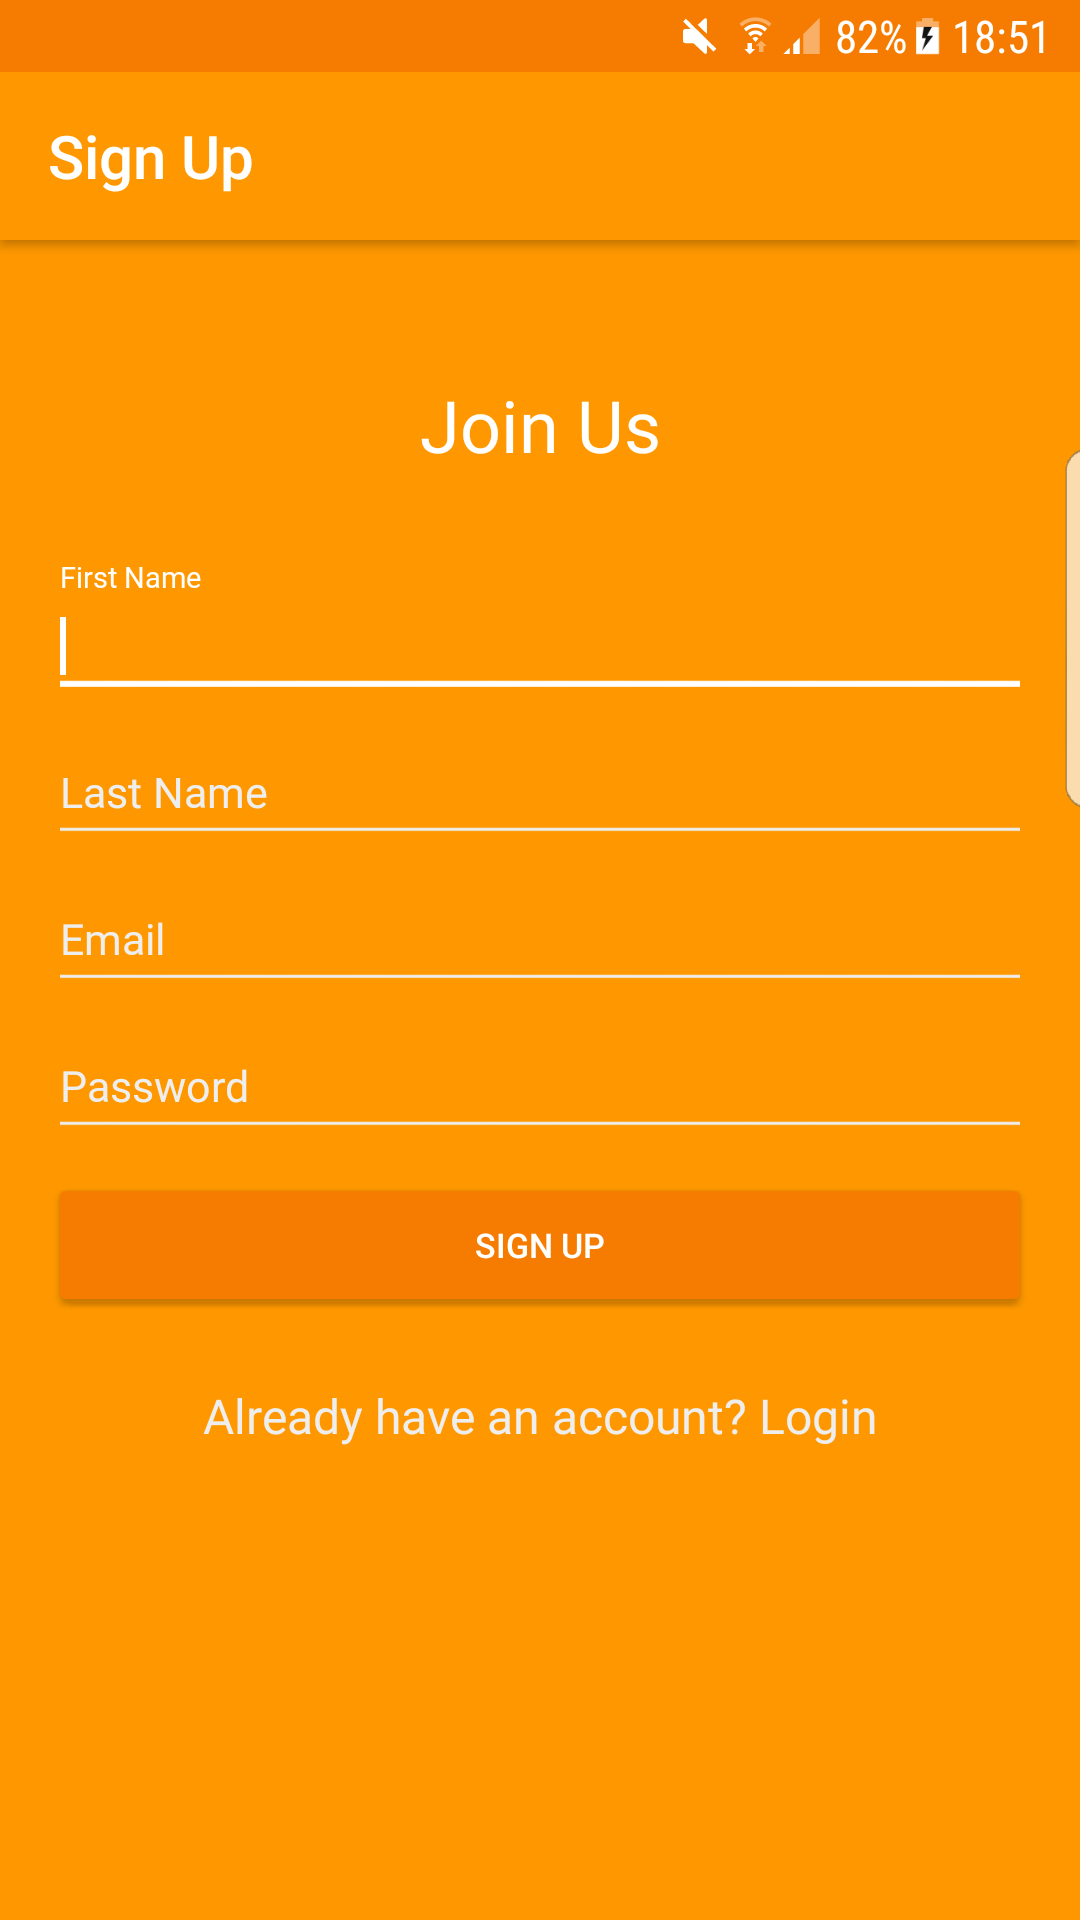 82% 18:51
Sign Up
Join Us
First Name
Last Name
Email
Password
SIGN UP
Already have an account? Login